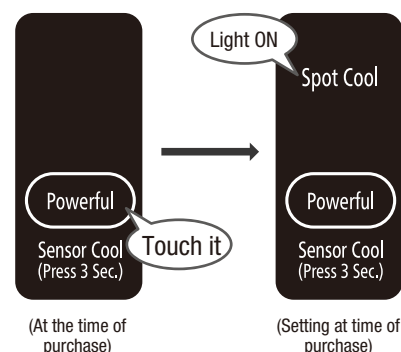 Light ON
Spot Cool
Powerful
Powerful
Sensor Cool
(Press 3 Sec.)
Touch it
Sensor Cool
(Press 3 Sec.)
(At the time of
purchase)
(Setting at time of
purchase)